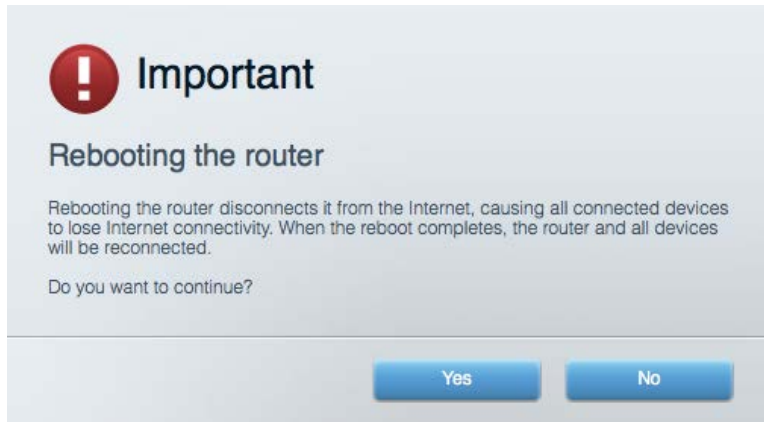 Important
Rebooting the router
Rebooting the router disconnects it from the Internet, causing all connected devices
to lose Internet connectivity. When the reboot completes, the router and all devices
will be reconnected.
Do you want to continue?
Yes
No